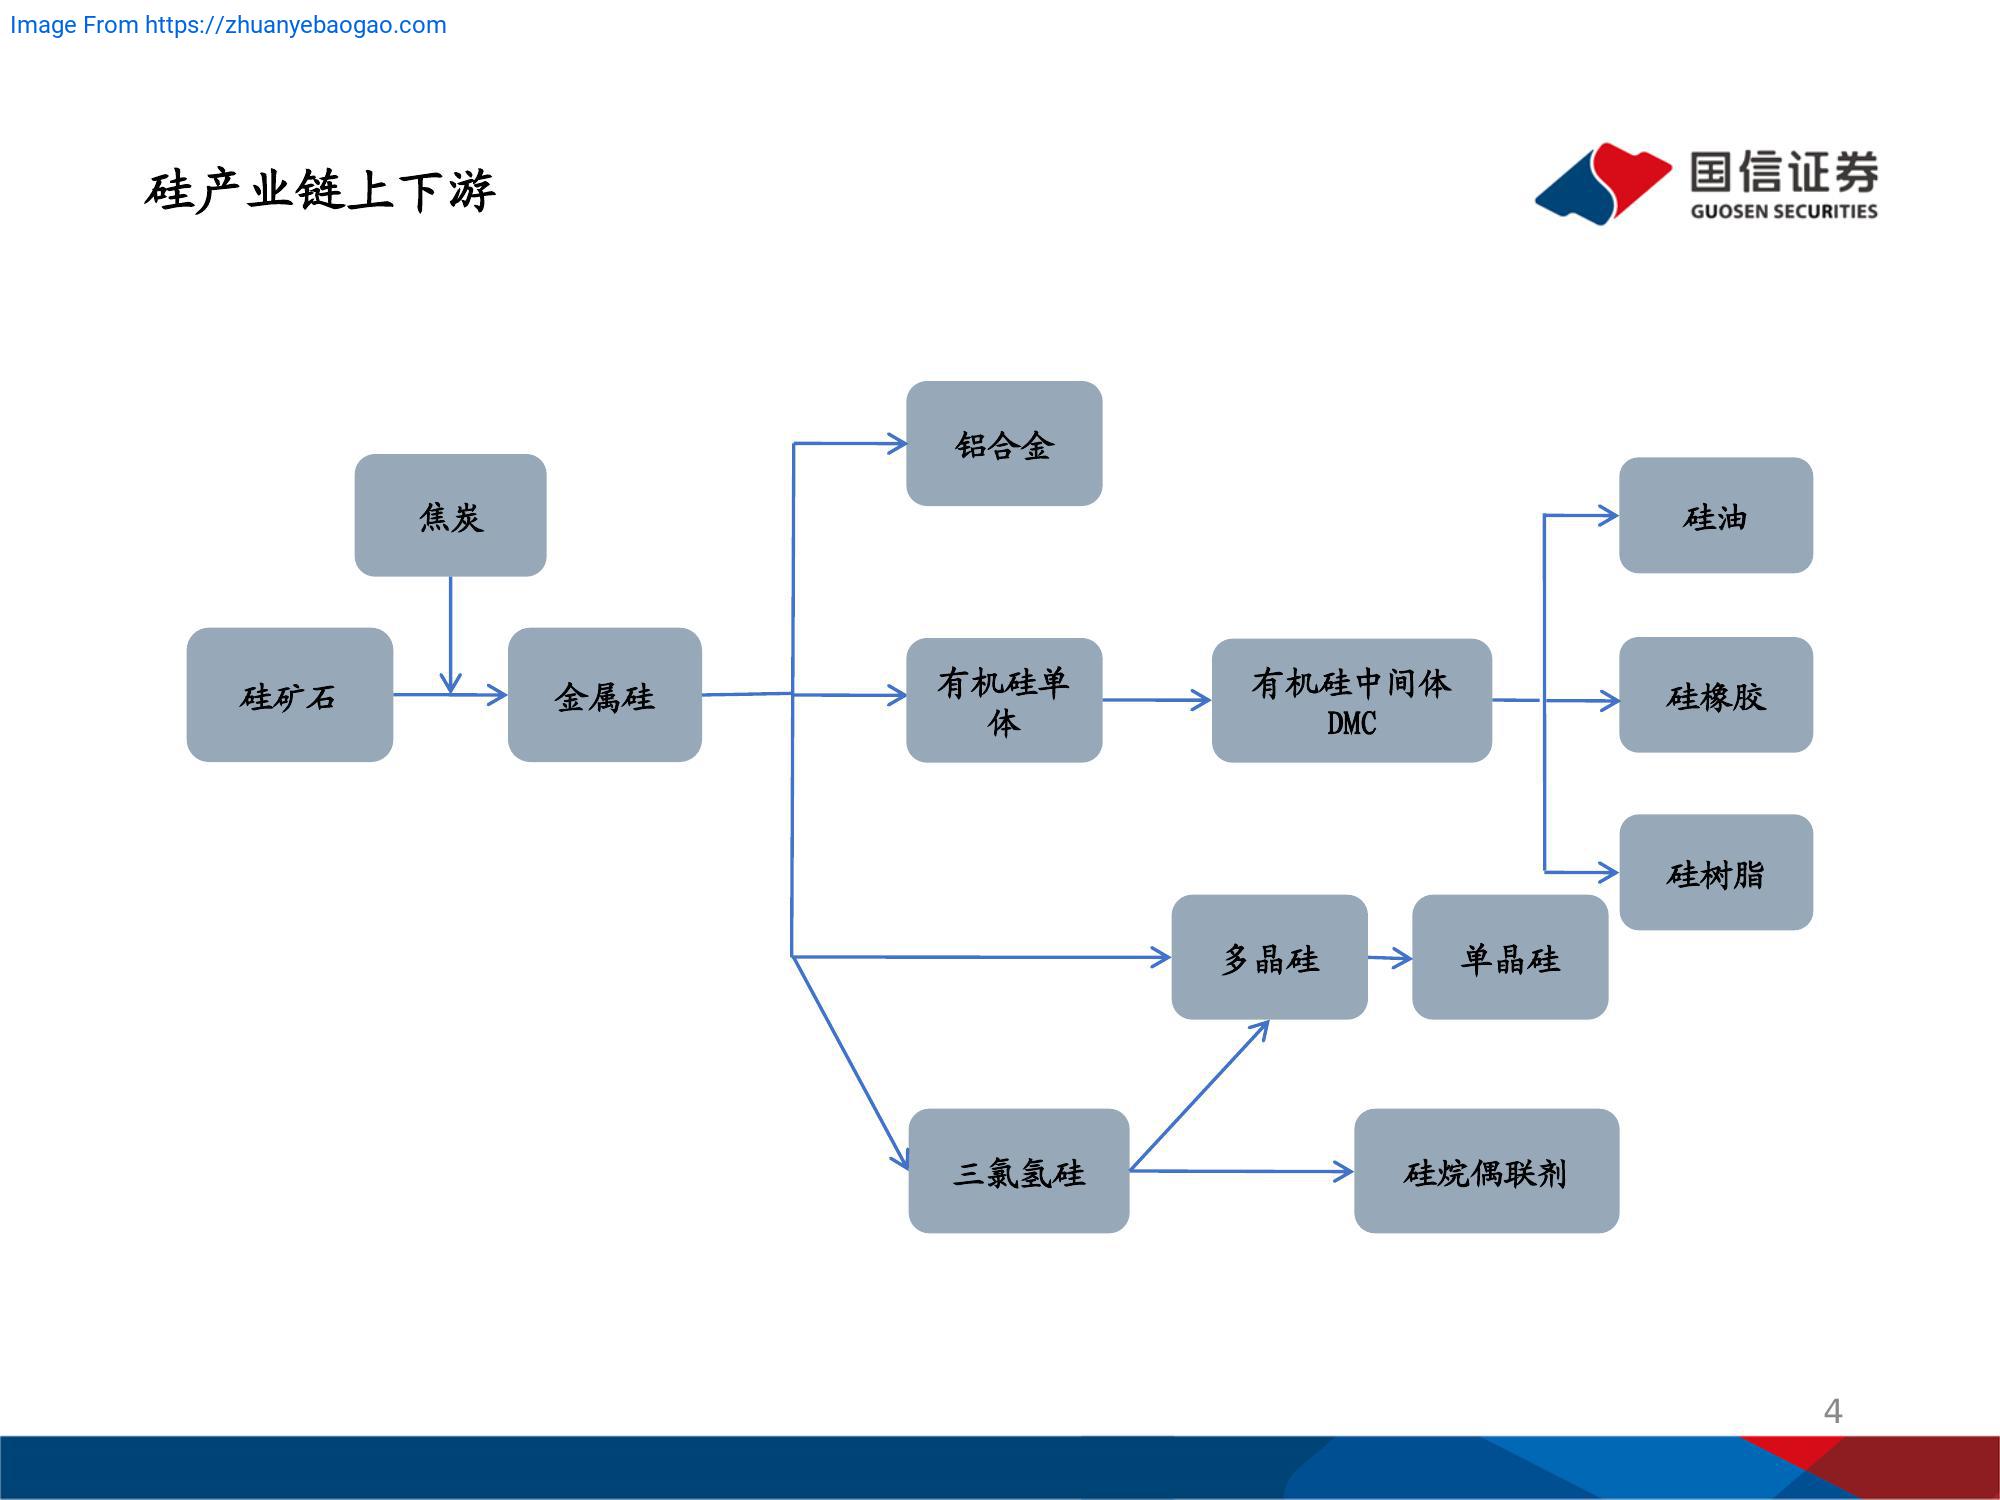 Image From https://zhuanyebaogao.com
硅产业链上下游
国信证券
GUOSEN SECURITIES
铝合金
焦炭
硅油
硅矿石
金属硅
有机硅单
体
有机硅中间体
DMC
硅橡胶
硅树脂
多晶硅
单晶硅
三氯氢硅
硅烷偶联剂
4